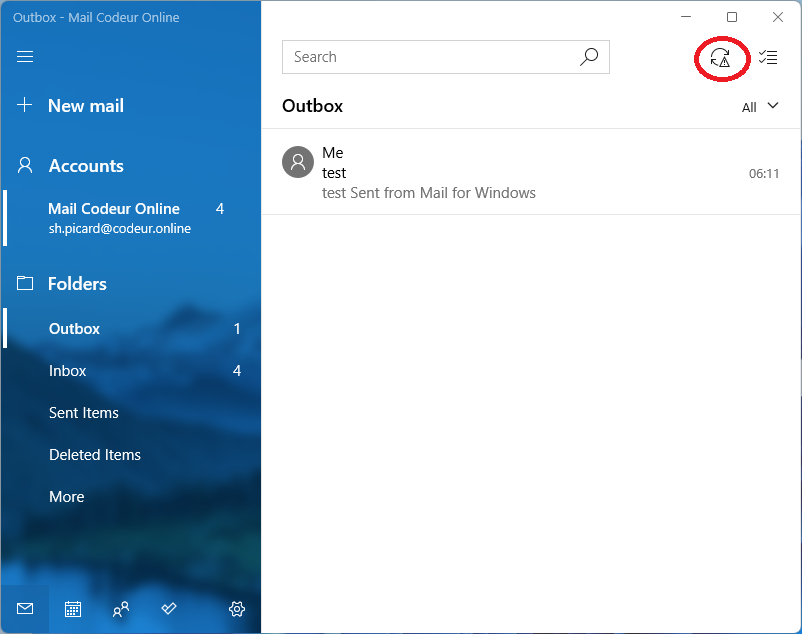 Outbox - Mail Codeur Online
Search
New mail
Outbox
All
Accounts
Me
test
06:11
test Sent from Mail for Windows
Mail Codeur Online 4
sh.picard@codeur.online
Folders
Outbox 1
Inbox 4
Sent Items
Deleted Items
More